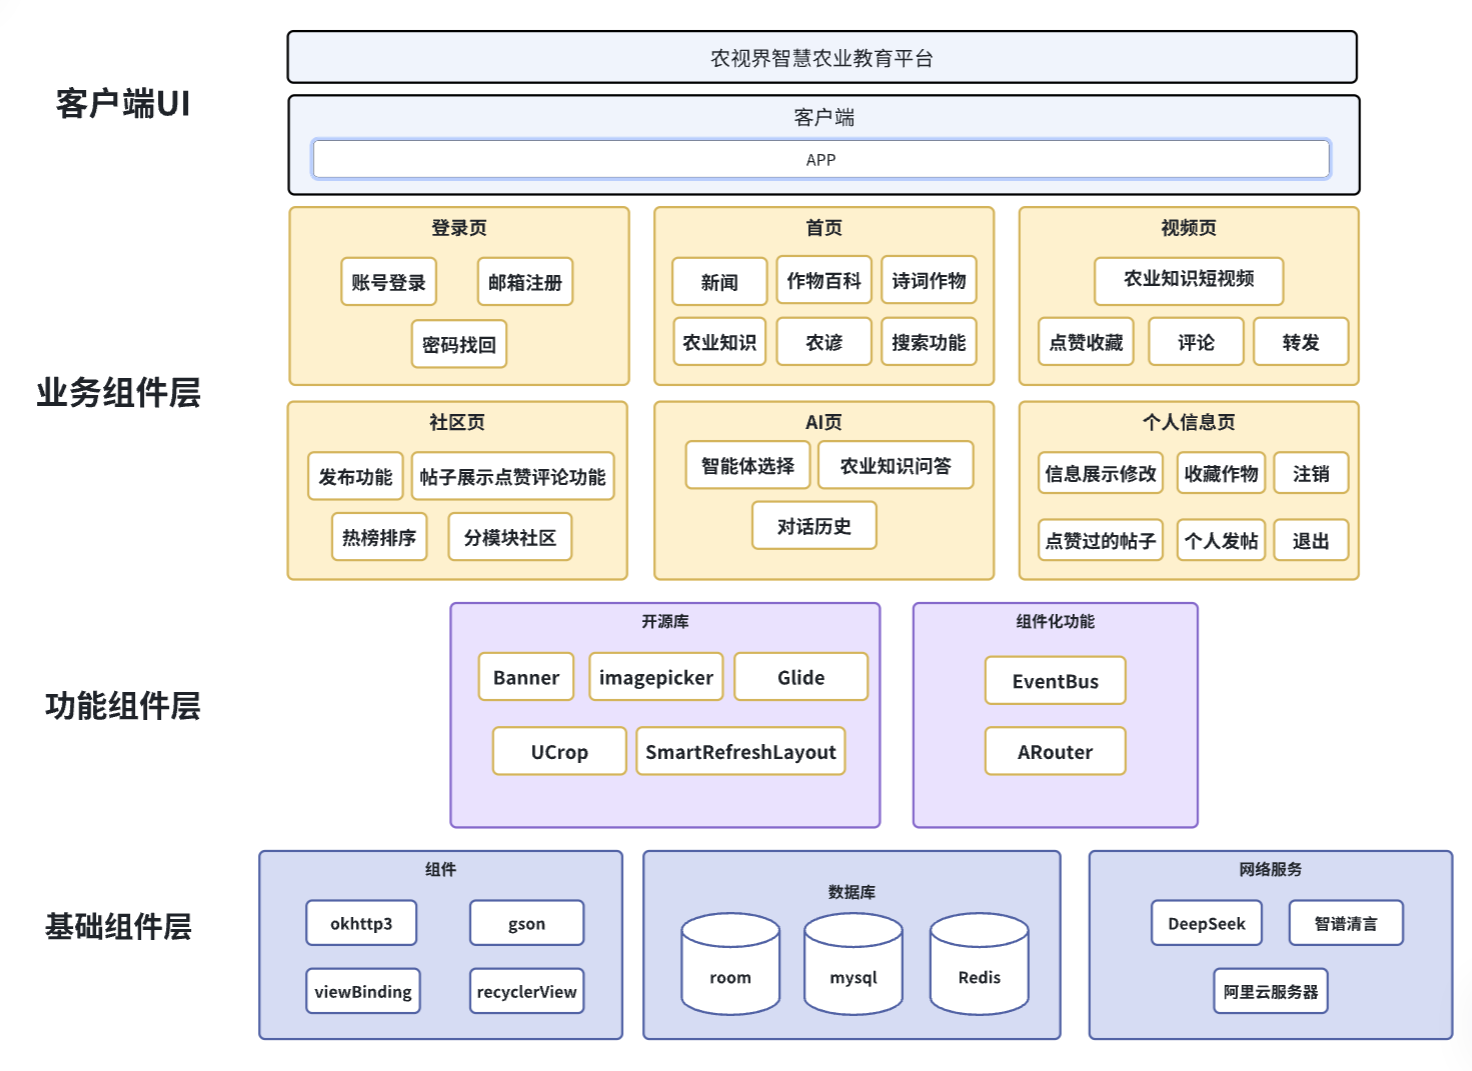 客户端UI
农视界智慧农业教育平台
客户端
APP
业务组件层
登录页
账号登录
邮箱注册
密码找回
首页
新闻
作物百科
诗词作物
农业知识
农谚
搜索功能
视频页
农业知识短视频
点赞收藏
评论
转发
社区页
发布功能
帖子展示点赞评论功能
热榜排序
分模块社区
AI页
智能体选择
农业知识问答
对话历史
个人信息页
信息展示修改
收藏作物
注销
点赞过的帖子
个人发帖
退出
功能组件层
开源库
Banner
imagepicker
Glide
UCrop
SmartRefreshLayout
组件化功能
EventBus
ARouter
基础组件层
组件
okhttp3
gson
viewBinding
recyclerView
数据库
room
mysql
Redis
网络服务
DeepSeek
智谱清言
阿里云服务器